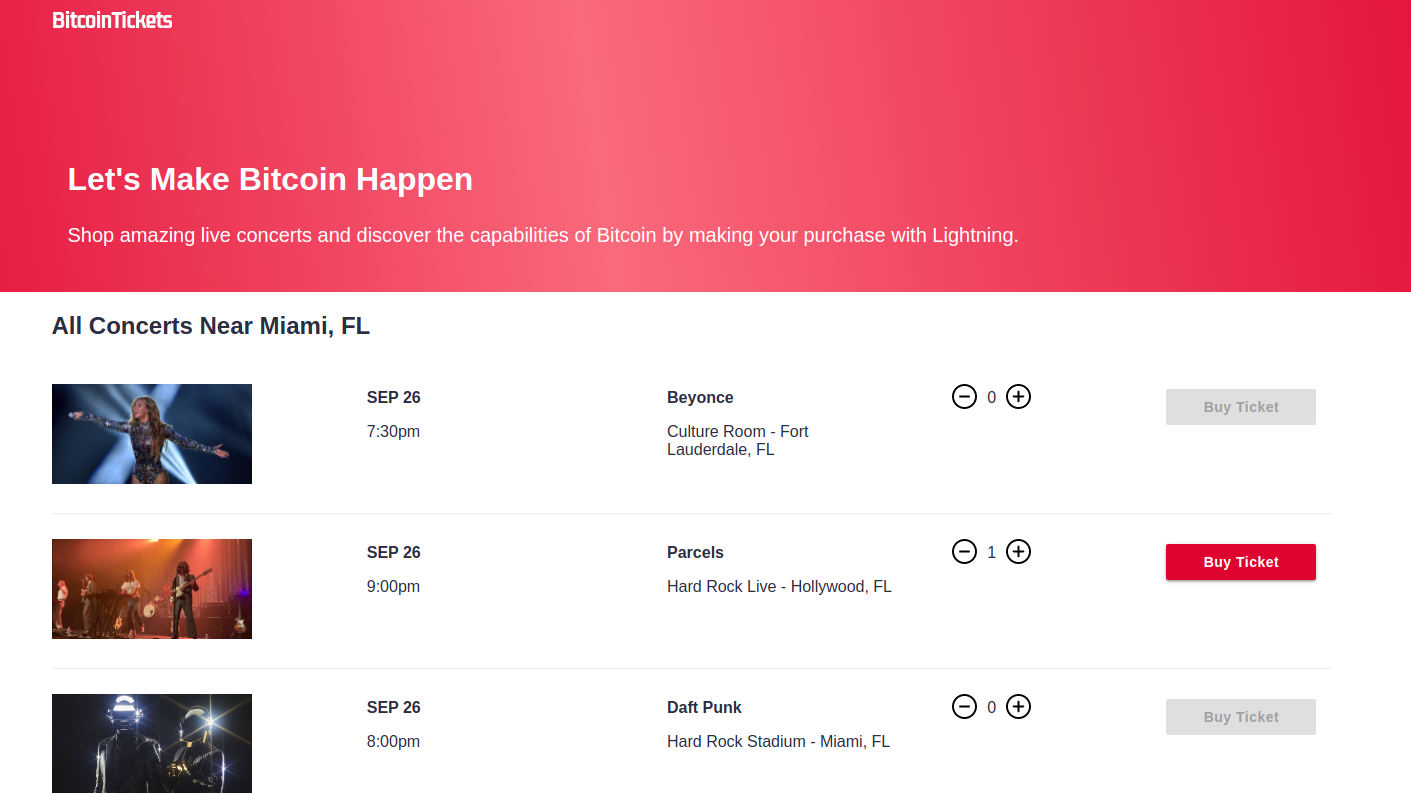 BitcoinTickets
Let's Make Bitcoin Happen
Shop amazing live concerts and discover the capabilities of Bitcoin by making your purchase with Lightning.
All Concerts Near Miami, FL
SEP 26
7:30pm
Beyonce
Culture Room - Fort
Lauderdale, FL
0
Buy Ticket
SEP 26
9:00pm
Parcels
Hard Rock Live - Hollywood, FL
1
Buy Ticket
SEP 26
8:00pm
Daft Punk
Hard Rock Stadium - Miami, FL
0
Buy Ticket